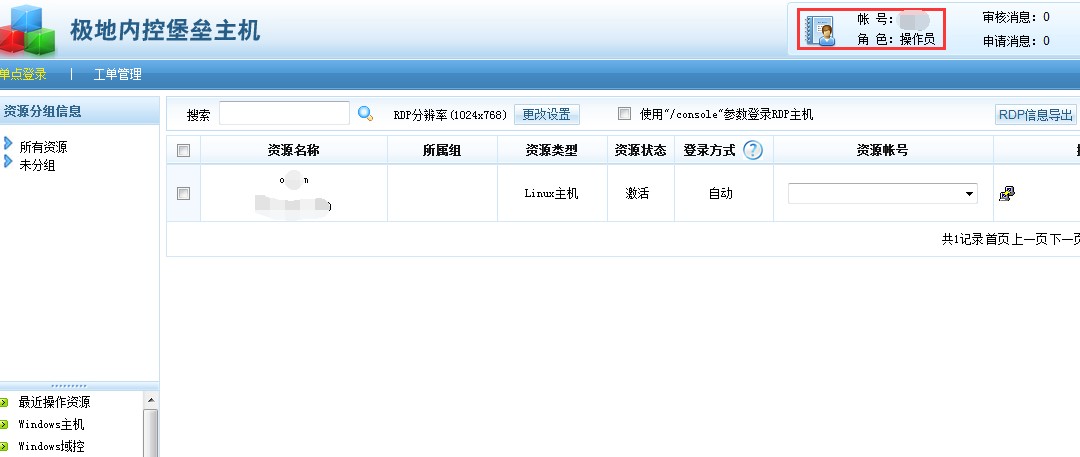 极地内控堡垒主机
帐 号:
角 色: 操作员
审核消息: 0
申请消息: 0
单点登录 | 工单管理
资源分组信息
所有资源
未分组
搜索 RDP分辨率(1024x768) 更改设置 使用"/console"参数登录RDP主机 RDP信息导出
资源名称 所属组 资源类型 资源状态 登录方式 ? 资源帐号
Linux主机 激活 自动
共1记录首页上一页下一页
最近操作资源
Windows主机
Windows域控